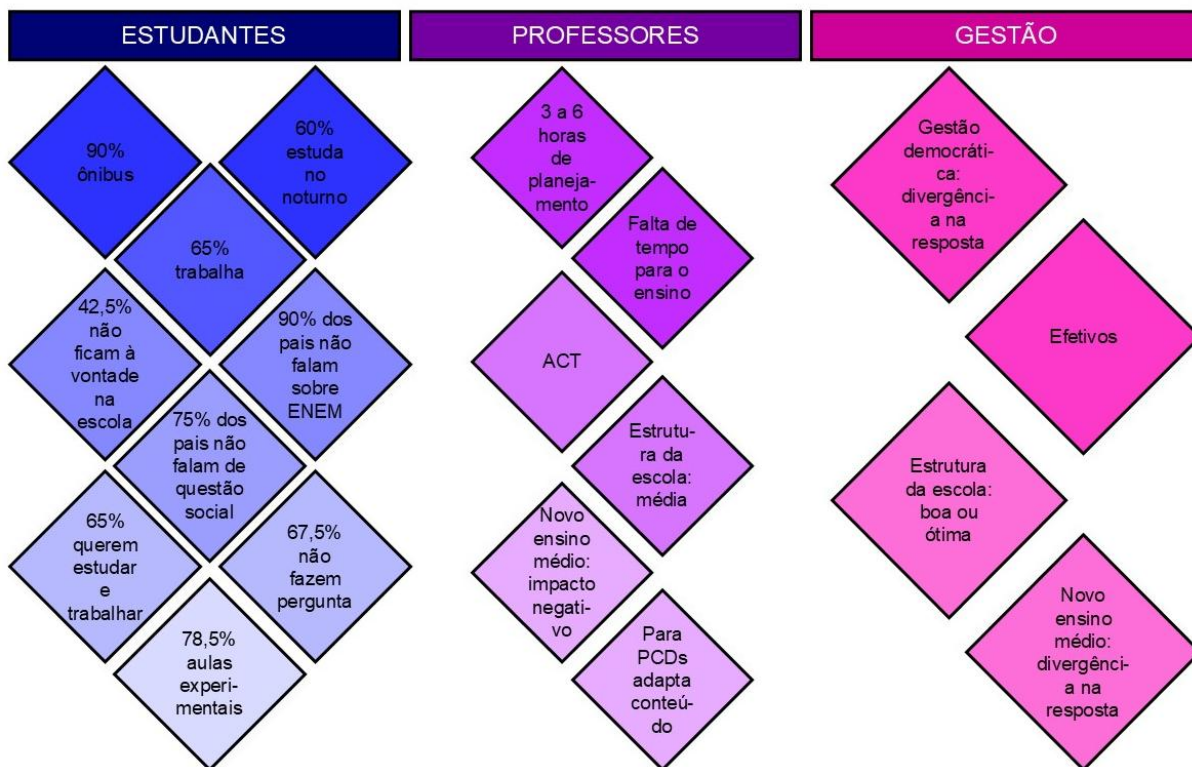 ESTUDANTES
90%
ônibus
60%
estuda
no
noturno
65%
trabalha
42,5%
não
ficam à
vontade
na
escola
90% dos
pais não
falam
sobre
ENEM
75% dos
pais não
falam de
questão
social
65%
querem
estudar
e
trabalhar
67,5%
não
fazem
pergunta
78,5%
aulas
experi-
mentais
PROFESSORES
3 a 6
horas
de
planeja-
mento
Falta de
tempo
para o
ensino
ACT
Estrutu-
ra da
escola:
média
Novo
ensino
médio:
impacto
negati-
vo
Para
PCDs
adapta
conteú-
do
GESTÃO
Gestão
democráti-
ca:
divergênci-
a na
resposta
Efetivos
Estrutura
da escola:
boa ou
ótima
Novo
ensino
médio:
divergênci-
a na
resposta